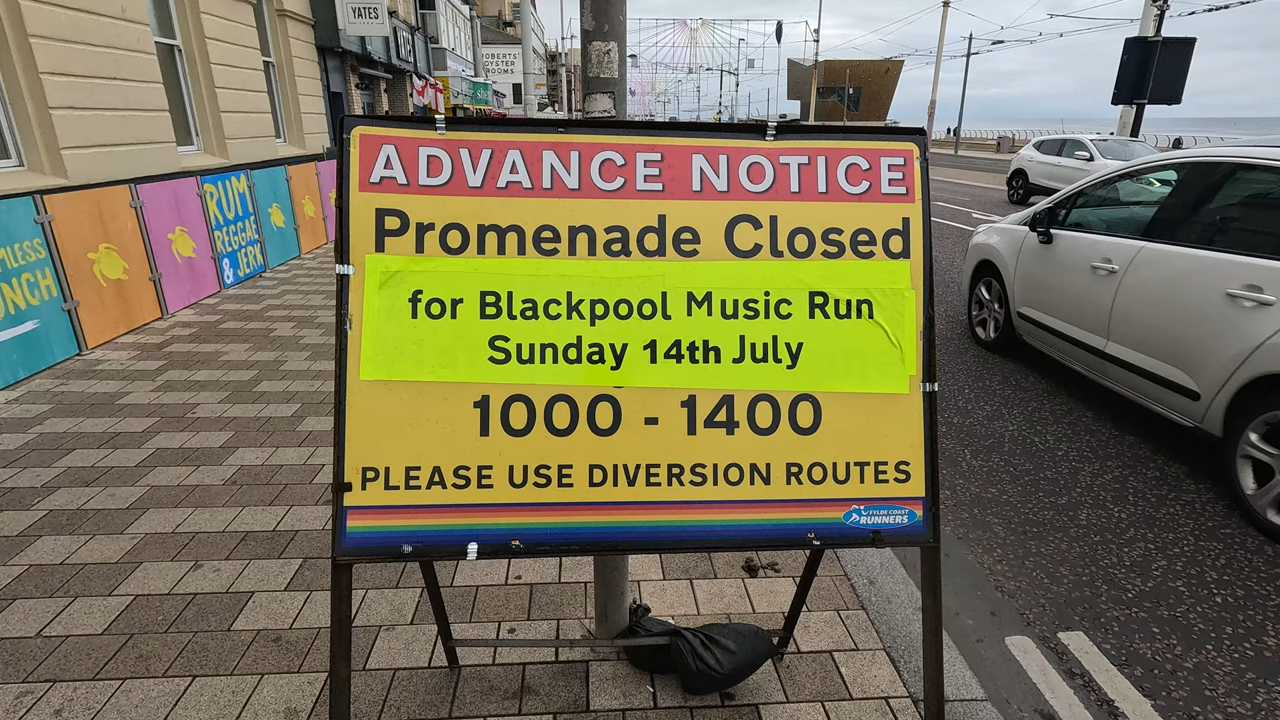 YATES
ROBERTS'
OYSTER
ROOMS
RUM
REGGAE
& JERK
ADVANCE NOTICE
Promenade Closed
for Blackpool Music Run
Sunday 14th July
1000 - 1400
PLEASE USE DIVERSION ROUTES
FYLDE COAST
RUNNERS